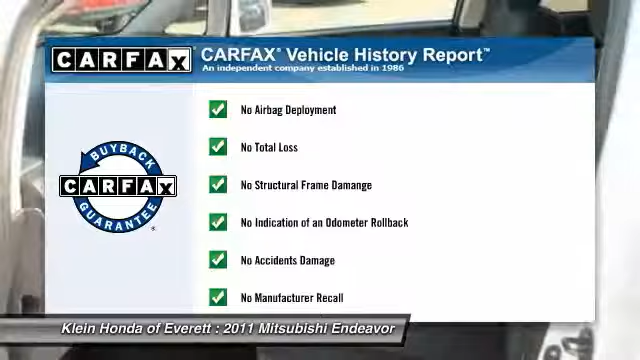 CARFAX CARFAX® Vehicle History Report™
An independent company established in 1986
No Airbag Deployment
No Total Loss
No Structural Frame Damange
No Indication of an Odometer Rollback
No Accidents Damage
No Manufacturer Recall
BUYBACK
CARFAX
GUARANTEE®
Klein Honda of Everett : 2011 Mitsubishi Endeavor